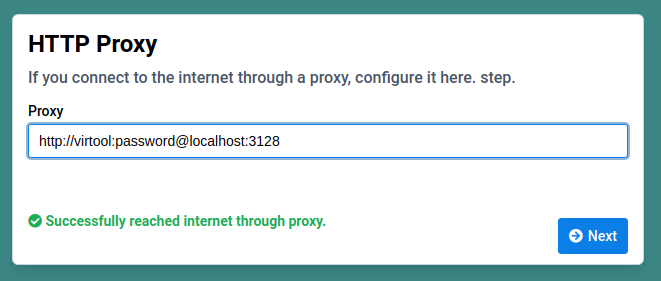 HTTP Proxy
If you connect to the internet through a proxy, configure it here. step.
Proxy
http://virtool:password@localhost:3128
Successfully reached internet through proxy.
Next